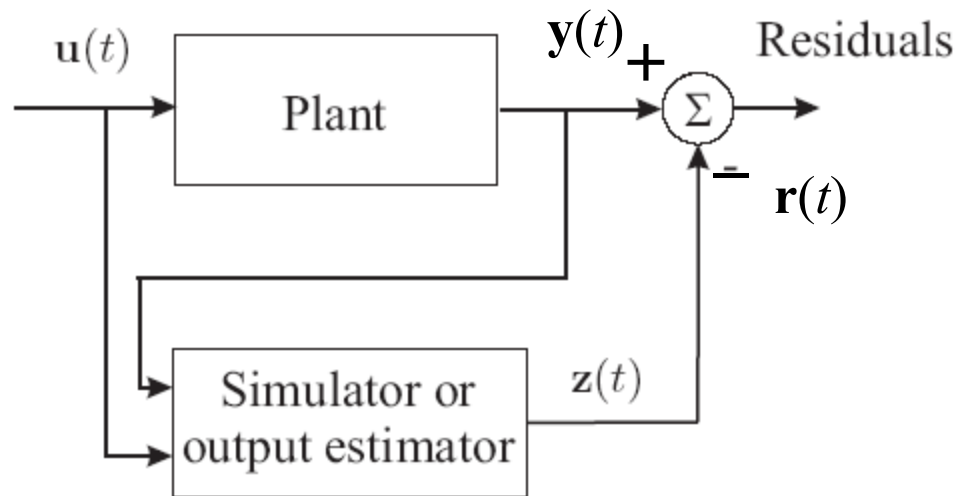 u(t)
y(t)
+
Residuals
Plant
Σ
-
r(t)
Simulator or
output estimator
z(t)